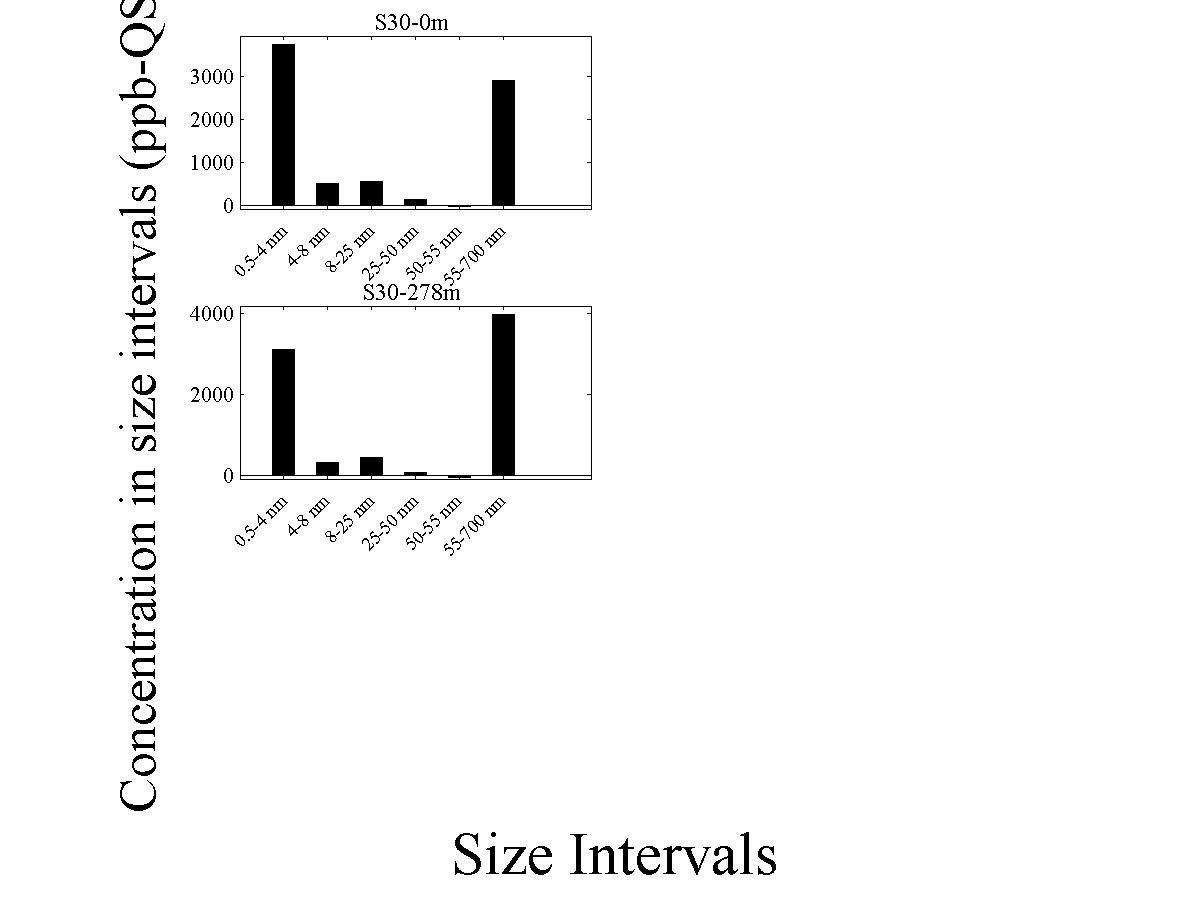 Concentration in size intervals (ppb-QS
S30-0m
3000
2000
1000
0
0.5-4 nm
4-8 nm
8-25 nm
25-50 nm
50-55 nm
55-700 nm
S30-278m
4000
2000
0
0.5-4 nm
4-8 nm
8-25 nm
25-50 nm
50-55 nm
55-700 nm
Size Intervals